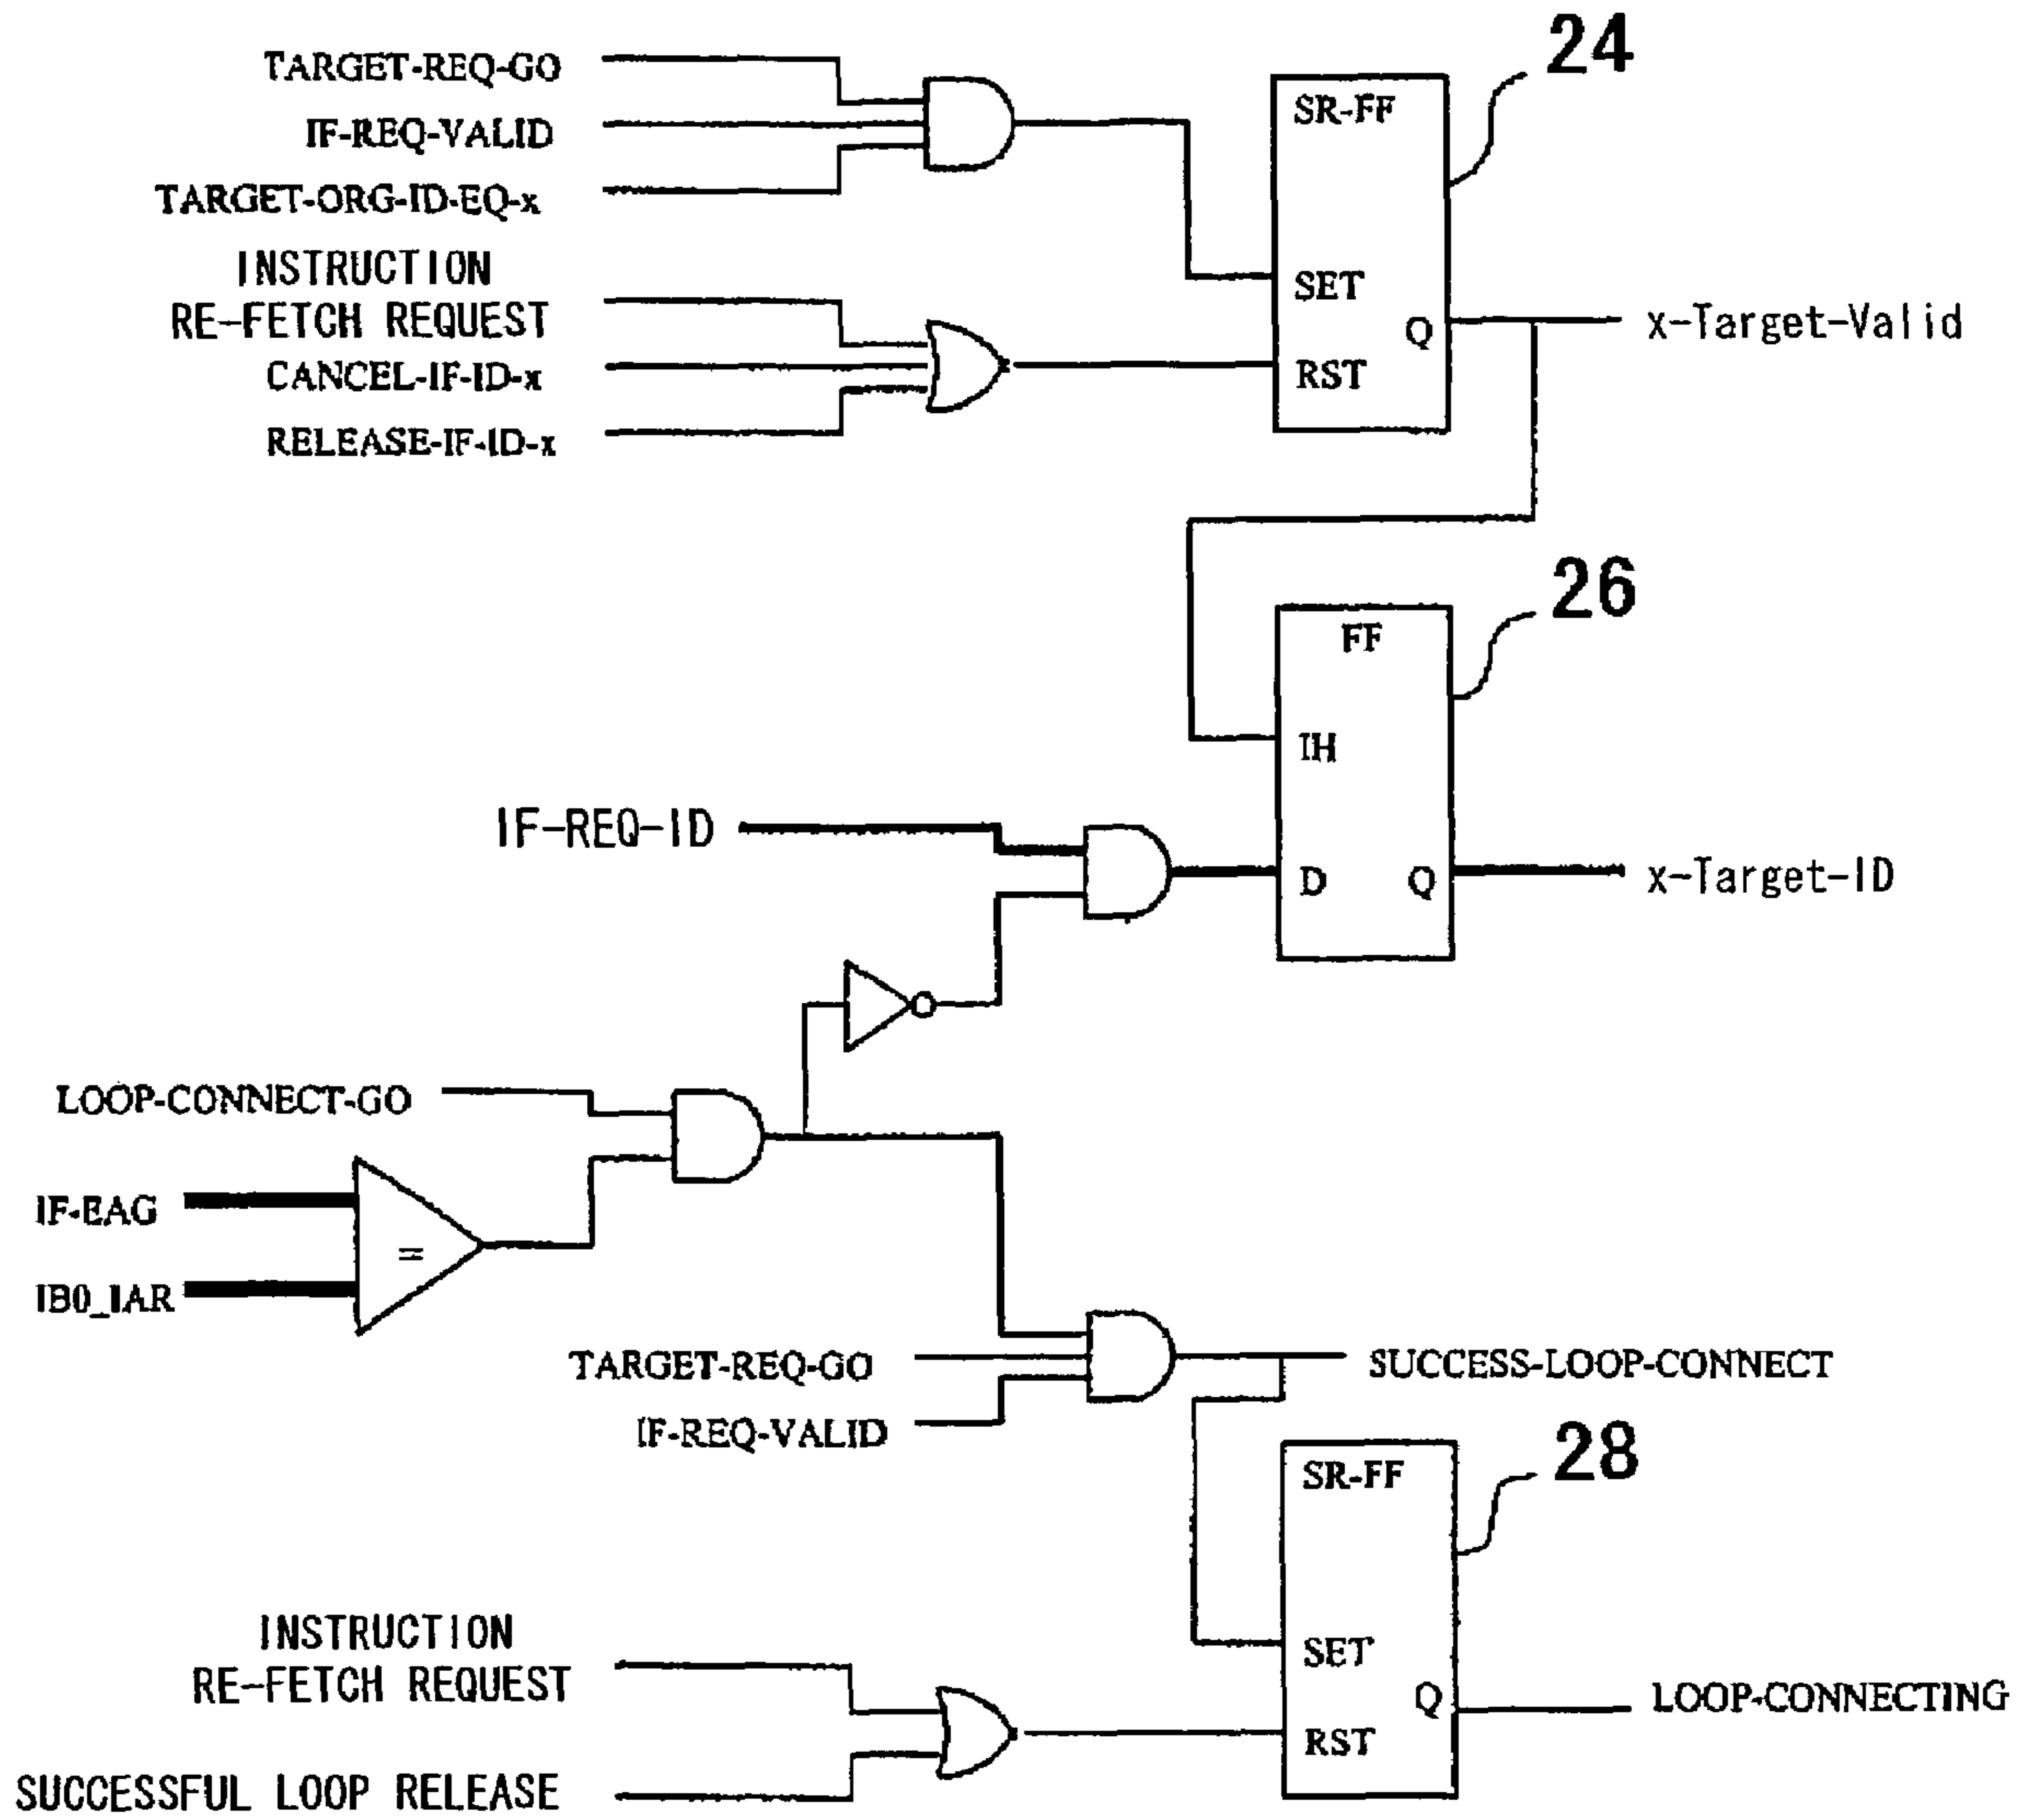 24
TARGET-REQ-GO
SR-FF
IF-REQ-VALID
TARGET-ORG-ID-EQ-x
INSTRUCTION
RE-FETCH REQUEST
SET
Q
x-Target-Valid
CANCEL-IF-ID-x
RST
RELEASE-IF-ID-x
26
FF
IH
IF-REQ-ID
D
Q
x-Target-ID
LOOP-CONNECT-GO
IF-EAG
=
IB0_IAR
TARGET-REQ-GO
SUCCESS-LOOP-CONNECT
IF-REQ-VALID
28
SR-FF
INSTRUCTION
RE-FETCH REQUEST
SET
Q
LOOP-CONNECTING
RST
SUCCESSFUL LOOP RELEASE